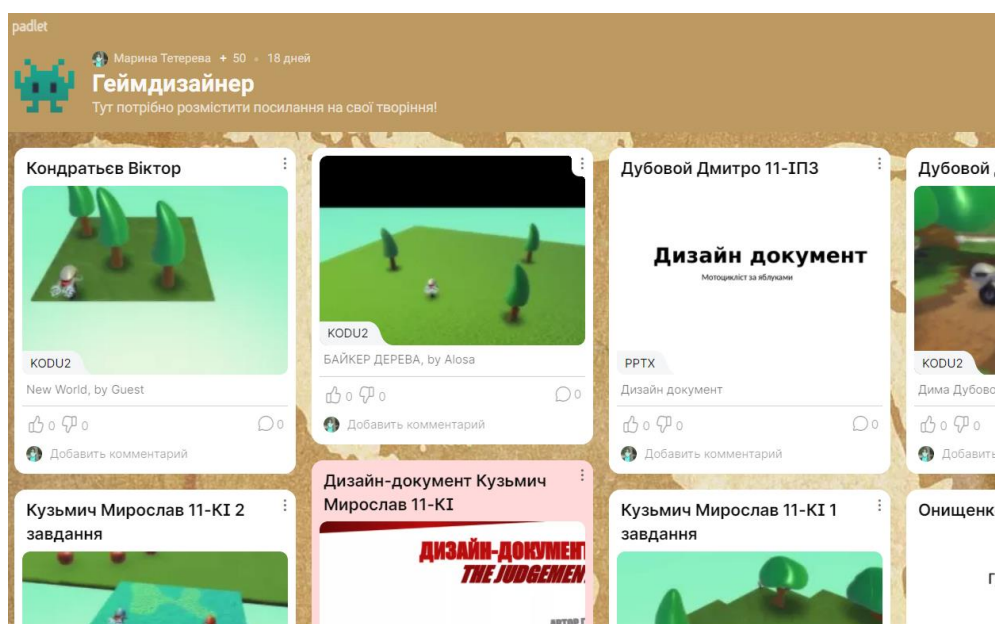 padlet
Марина Тетерева + 50 • 18 дней
Геймдизайнер
Тут потрібно розмістити посилання на свої творіння!
Кондратьєв Віктор
KODU2
New World, by Guest
0 0 0
Добавить комментарий
KODU2
БАЙКЕР ДЕРЕВА, by Alosa
0 0 0
Добавить комментарий
Дубовой Дмитро 11-ІПЗ
Дизайн документ
Мотоцикліст за яблуками
PPTX
Дизайн документ
0 0 0
Добавить комментарий
Дубовой
KODU2
Дима Дубово
0 0
Добавить
Кузьмич Мирослав 11-КІ 2
завдання
Дизайн-документ Кузьмич
Мирослав 11-КІ
ДИЗАЙН-ДОКУМЕНТ
THE JUDGEMEN
Кузьмич Мирослав 11-КІ 1
завдання
Онищенк